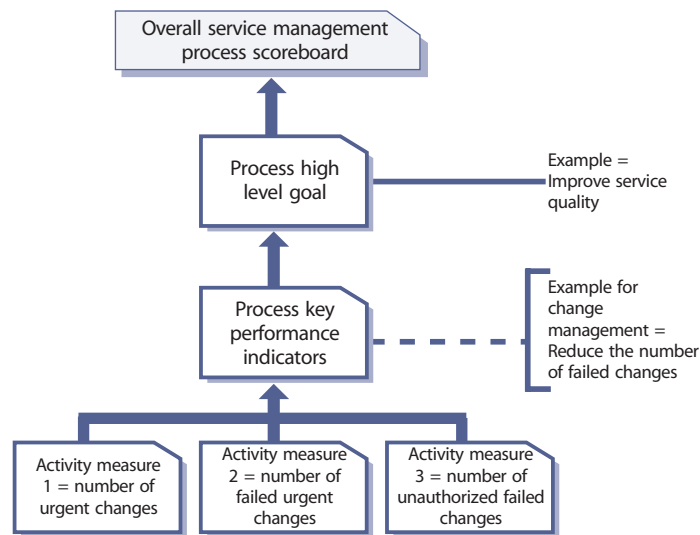 Overall service management
process scoreboard
Process high
level goal
Example =
Improve service
quality
Process key
performance
indicators
Example for
change
management =
Reduce the number
of failed changes
Activity measure
1 = number of
urgent changes
Activity measure
2 = number of
failed urgent
changes
Activity measure
3 = number of
unauthorized failed
changes